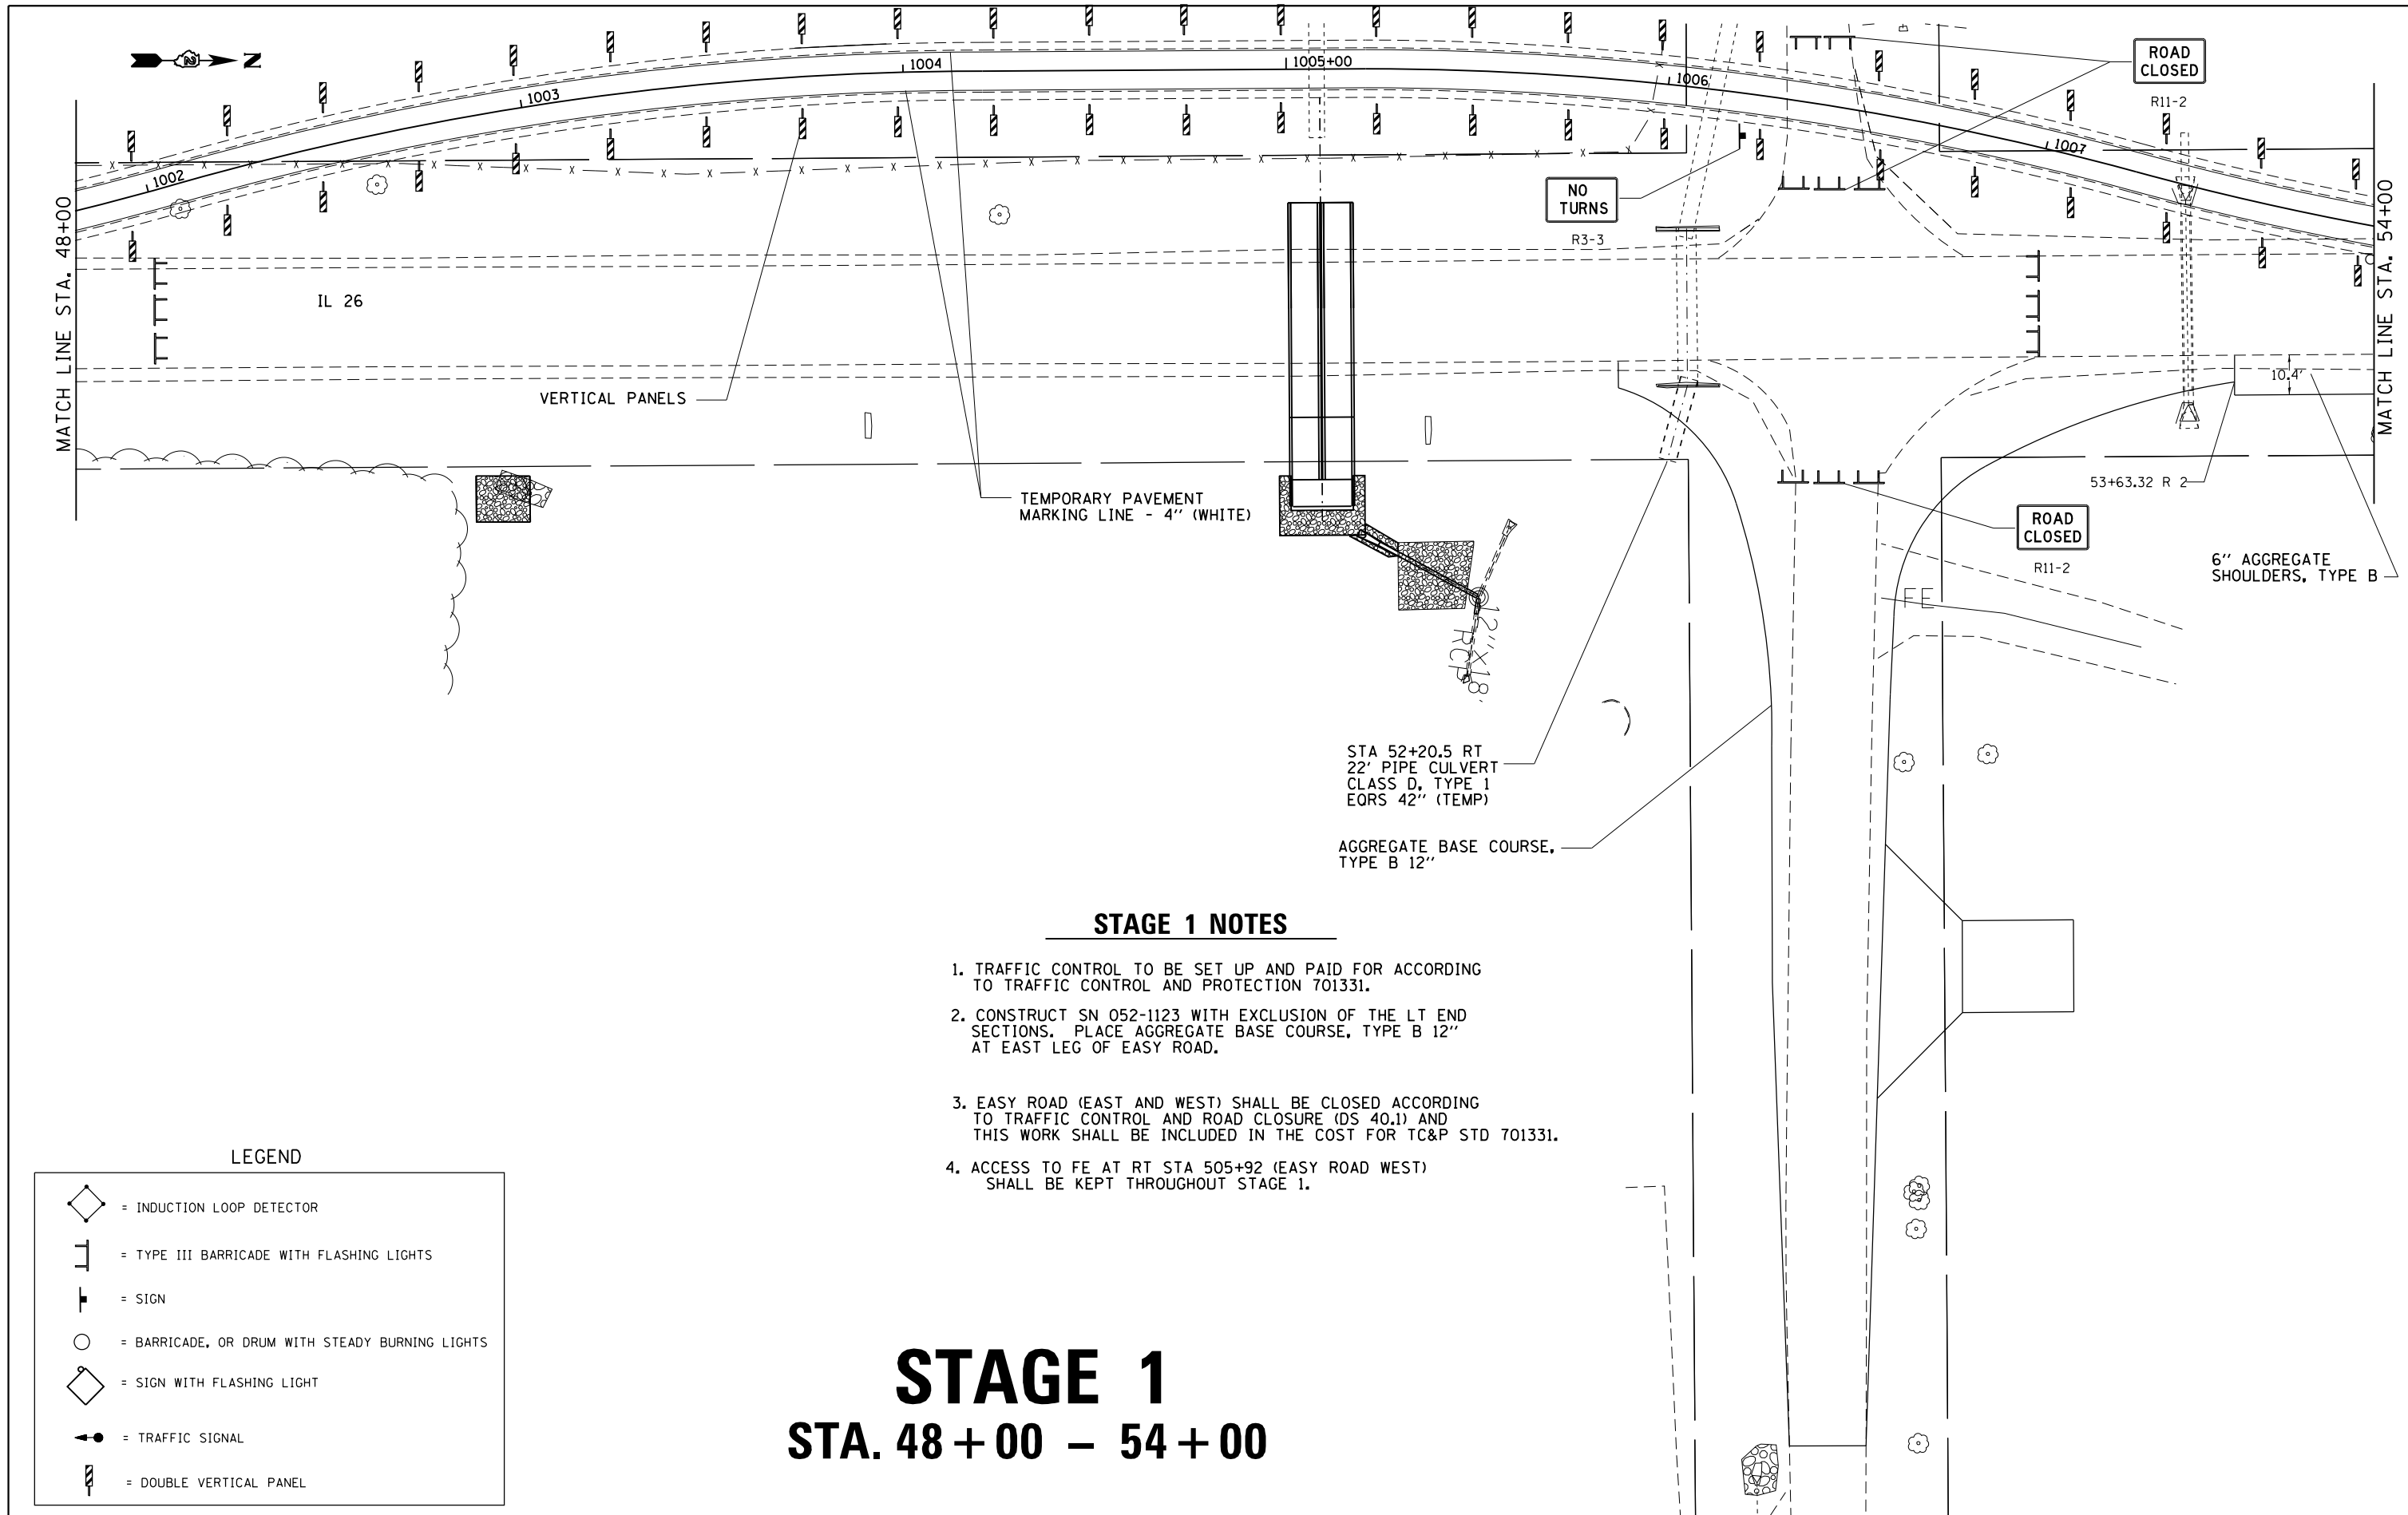 N
1002
1003
1004
1005+00
1006
1007
ROAD
CLOSED
R11-2
NO
TURNS
R3-3
MATCH LINE STA. 48+00
MATCH LINE STA. 54+00
IL 26
VERTICAL PANELS
10.4'
TEMPORARY PAVEMENT
MARKING LINE - 4" (WHITE)
53+63.32 R 2
ROAD
CLOSED
R11-2
6" AGGREGATE
SHOULDERS, TYPE B
FE
12"X18"
RCP
STA 52+20.5 RT
22' PIPE CULVERT
CLASS D, TYPE 1
EQRS 42" (TEMP)
AGGREGATE BASE COURSE,
TYPE B 12"
STAGE 1 NOTES
1. TRAFFIC CONTROL TO BE SET UP AND PAID FOR ACCORDING
TO TRAFFIC CONTROL AND PROTECTION 701331.
2. CONSTRUCT SN 052-1123 WITH EXCLUSION OF THE LT END
SECTIONS. PLACE AGGREGATE BASE COURSE, TYPE B 12"
AT EAST LEG OF EASY ROAD.
3. EASY ROAD (EAST AND WEST) SHALL BE CLOSED ACCORDING
TO TRAFFIC CONTROL AND ROAD CLOSURE (DS 40.1) AND
THIS WORK SHALL BE INCLUDED IN THE COST FOR TC&P STD 701331.
4. ACCESS TO FE AT RT STA 505+92 (EASY ROAD WEST)
SHALL BE KEPT THROUGHOUT STAGE 1.
LEGEND
= INDUCTION LOOP DETECTOR
= TYPE III BARRICADE WITH FLASHING LIGHTS
= SIGN
= BARRICADE, OR DRUM WITH STEADY BURNING LIGHTS
= SIGN WITH FLASHING LIGHT
= TRAFFIC SIGNAL
= DOUBLE VERTICAL PANEL
STAGE 1
STA. 48+00 – 54+00